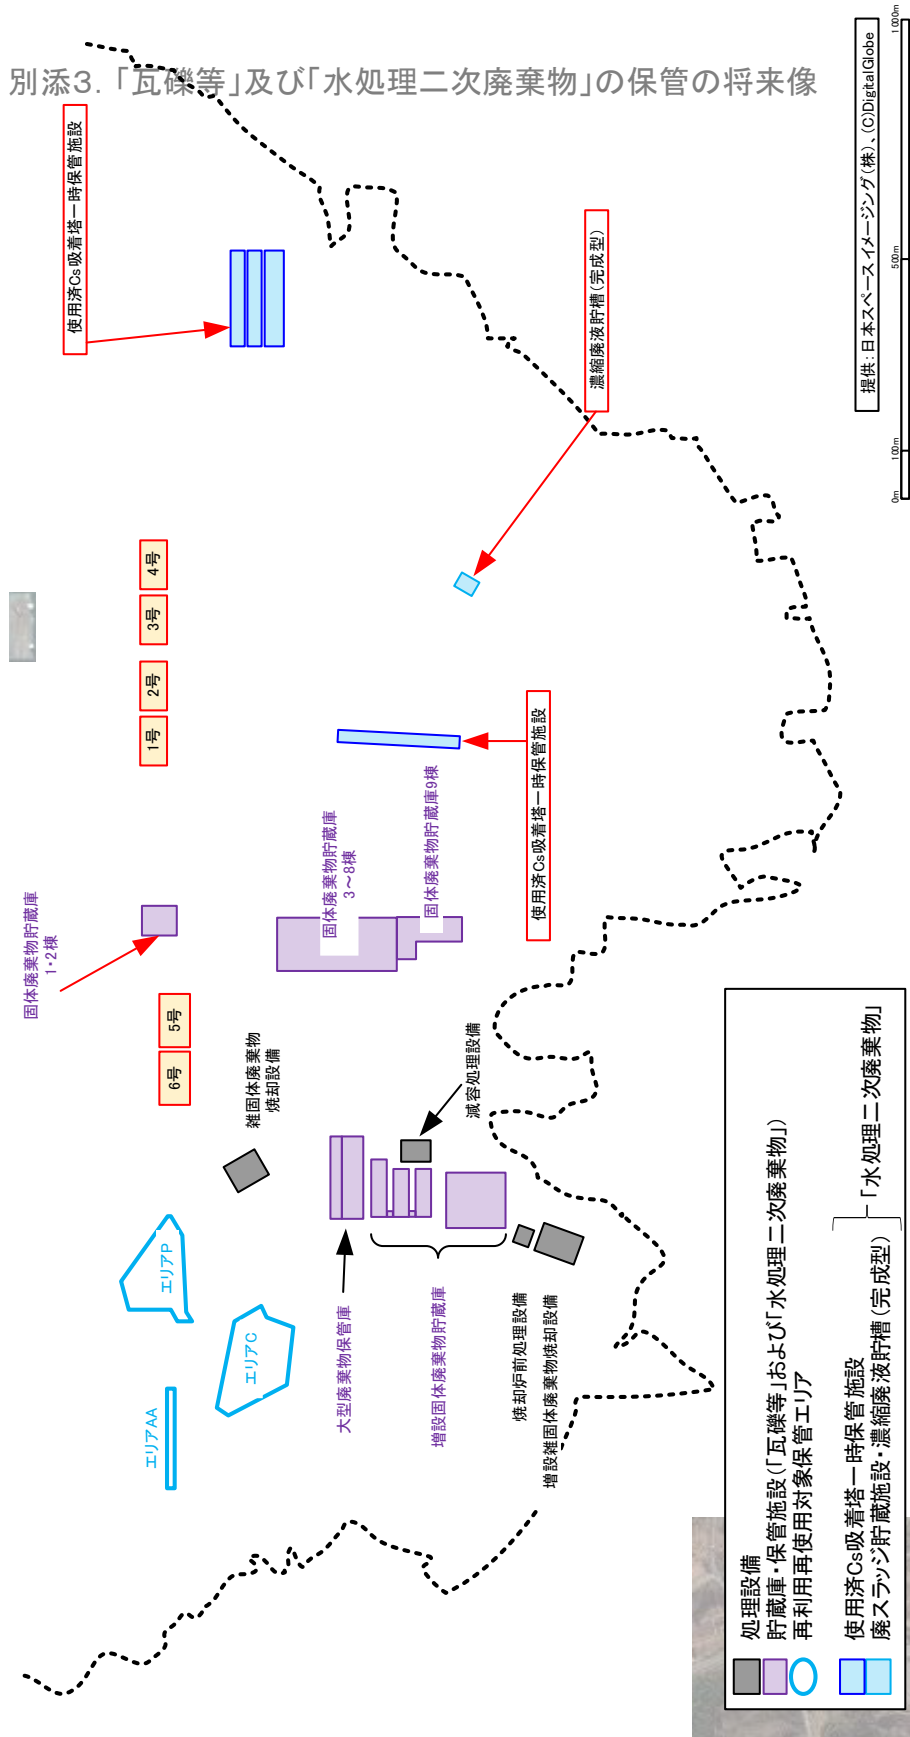 別添3．「瓦礫等」及び「水処理二次廃棄物」の保管の将来像
使用済Cs吸着塔一時保管施設
濃縮廃液貯槽（完成型）
提供：日本スペースイメージング（株）、(C)DigitalGlobe
0m
100m
500m
1000m
4号
3号
2号
1号
使用済Cs吸着塔一時保管施設
固体廃棄物貯蔵庫
3～8棟
固体廃棄物貯蔵庫9棟
固体廃棄物貯蔵庫
1・2棟
5号
6号
雑固体廃棄物
焼却設備
減容処理設備
エリアP
エリアC
エリアAA
大型廃棄物保管庫
増設固体廃棄物貯蔵庫
焼却炉前処理設備
増設雑固体廃棄物焼却設備
処理設備
貯蔵庫・保管施設（「瓦礫等」および「水処理二次廃棄物」）
再利用再使用対象保管エリア
使用済Cs吸着塔一時保管施設
廃スラッジ貯蔵施設・濃縮廃液貯槽（完成型）
「水処理二次廃棄物」